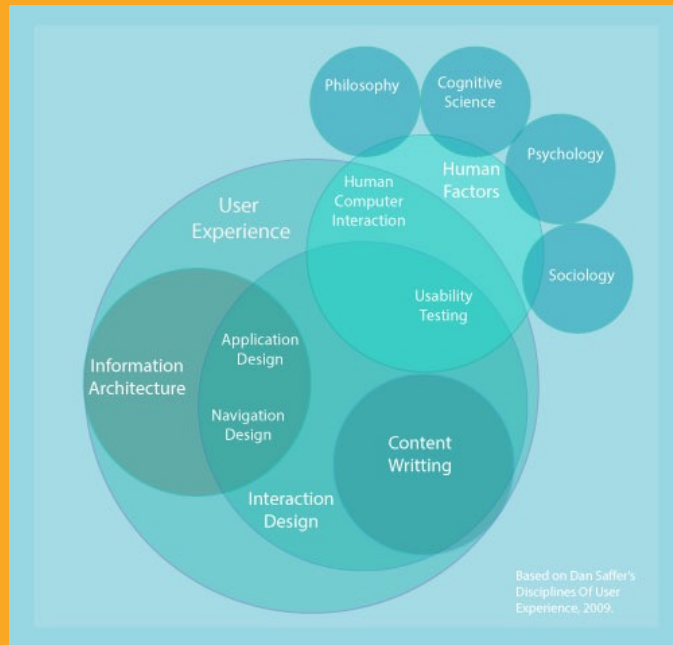 Philosophy
Cognitive
Science
Psychology
Human
Factors
Human
Computer
Interaction
User
Experience
Sociology
Usability
Testing
Application
Design
Information
Architecture
Navigation
Design
Content
Writting
Interaction
Design
Based on Dan Saffer's
Disciplines Of User
Experience, 2009.